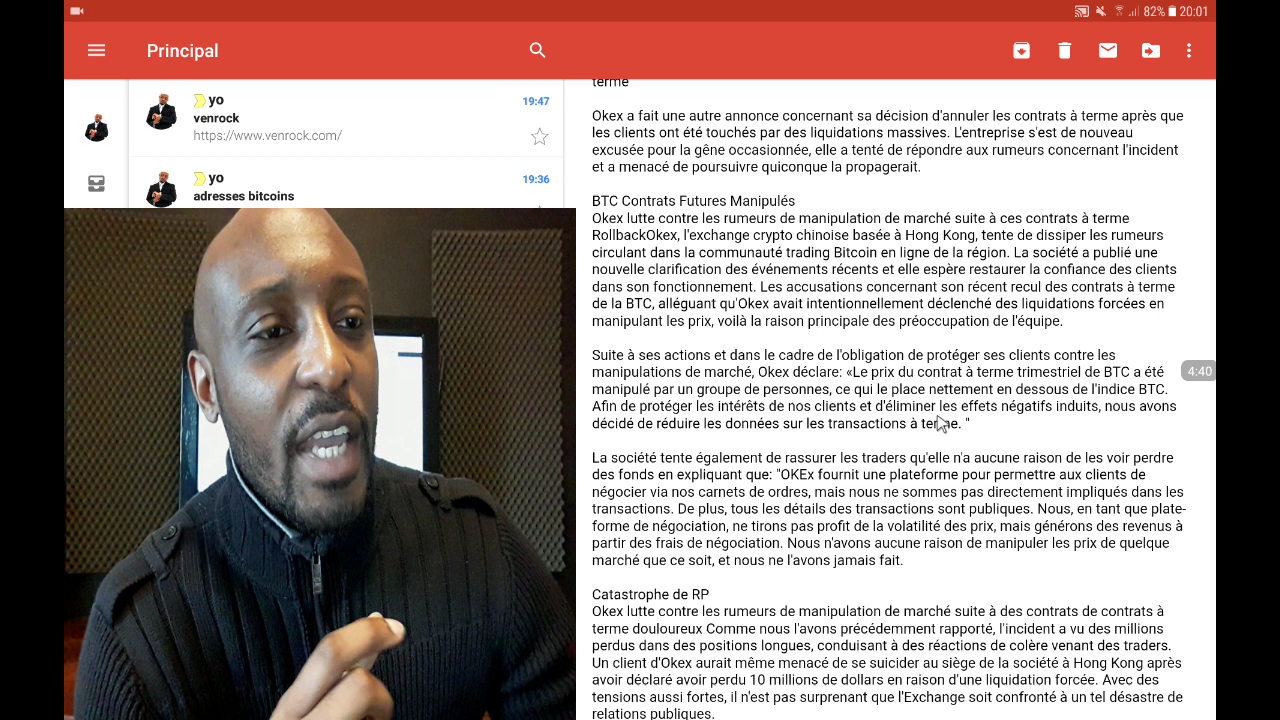 82% 20:01
Principal
yo
19:47
venrock
https://www.venrock.com/
yo
19:36
adresses bitcoins
terme
Okex a fait une autre annonce concernant sa décision d'annuler les contrats à terme après que
les clients ont été touchés par des liquidations massives. L'entreprise s'est de nouveau
excusée pour la gêne occasionnée, elle a tenté de répondre aux rumeurs concernant l'incident
et a menacé de poursuivre quiconque la propagerait.
BTC Contrats Futures Manipulés
Okex lutte contre les rumeurs de manipulation de marché suite à ces contrats à terme
RollbackOkex, l'exchange crypto chinoise basée à Hong Kong, tente de dissiper les rumeurs
circulant dans la communauté trading Bitcoin en ligne de la région. La société a publié une
nouvelle clarification des événements récents et elle espère restaurer la confiance des clients
dans son fonctionnement. Les accusations concernant son récent recul des contrats à terme
de la BTC, alléguant qu'Okex avait intentionnellement déclenché des liquidations forcées en
manipulant les prix, voilà la raison principale des préoccupation de l'équipe.
Suite à ses actions et dans le cadre de l'obligation de protéger ses clients contre les
manipulations de marché, Okex déclare: «Le prix du contrat à terme trimestriel de BTC a été
manipulé par un groupe de personnes, ce qui le place nettement en dessous de l'indice BTC.
Afin de protéger les intérêts de nos clients et d'éliminer les effets négatifs induits, nous avons
décidé de réduire les données sur les transactions à terme. "
4:40
La société tente également de rassurer les traders qu'elle n'a aucune raison de les voir perdre
des fonds en expliquant que: "OKEx fournit une plateforme pour permettre aux clients de
négocier via nos carnets de ordres, mais nous ne sommes pas directement impliqués dans les
transactions. De plus, tous les détails des transactions sont publiques. Nous, en tant que plate-
forme de négociation, ne tirons pas profit de la volatilité des prix, mais générons des revenus à
partir des frais de négociation. Nous n'avons aucune raison de manipuler les prix de quelque
marché que ce soit, et nous ne l'avons jamais fait.
Catastrophe de RP
Okex lutte contre les rumeurs de manipulation de marché suite à des contrats de contrats à
terme douloureux Comme nous l'avons précédemment rapporté, l'incident a vu des millions
perdus dans des positions longues, conduisant à des réactions de colère venant des traders.
Un client d'Okex aurait même menacé de se suicider au siège de la société à Hong Kong après
avoir déclaré avoir perdu 10 millions de dollars en raison d'une liquidation forcée. Avec des
tensions aussi fortes, il n'est pas surprenant que l'Exchange soit confronté à un tel désastre de
relations publiques.